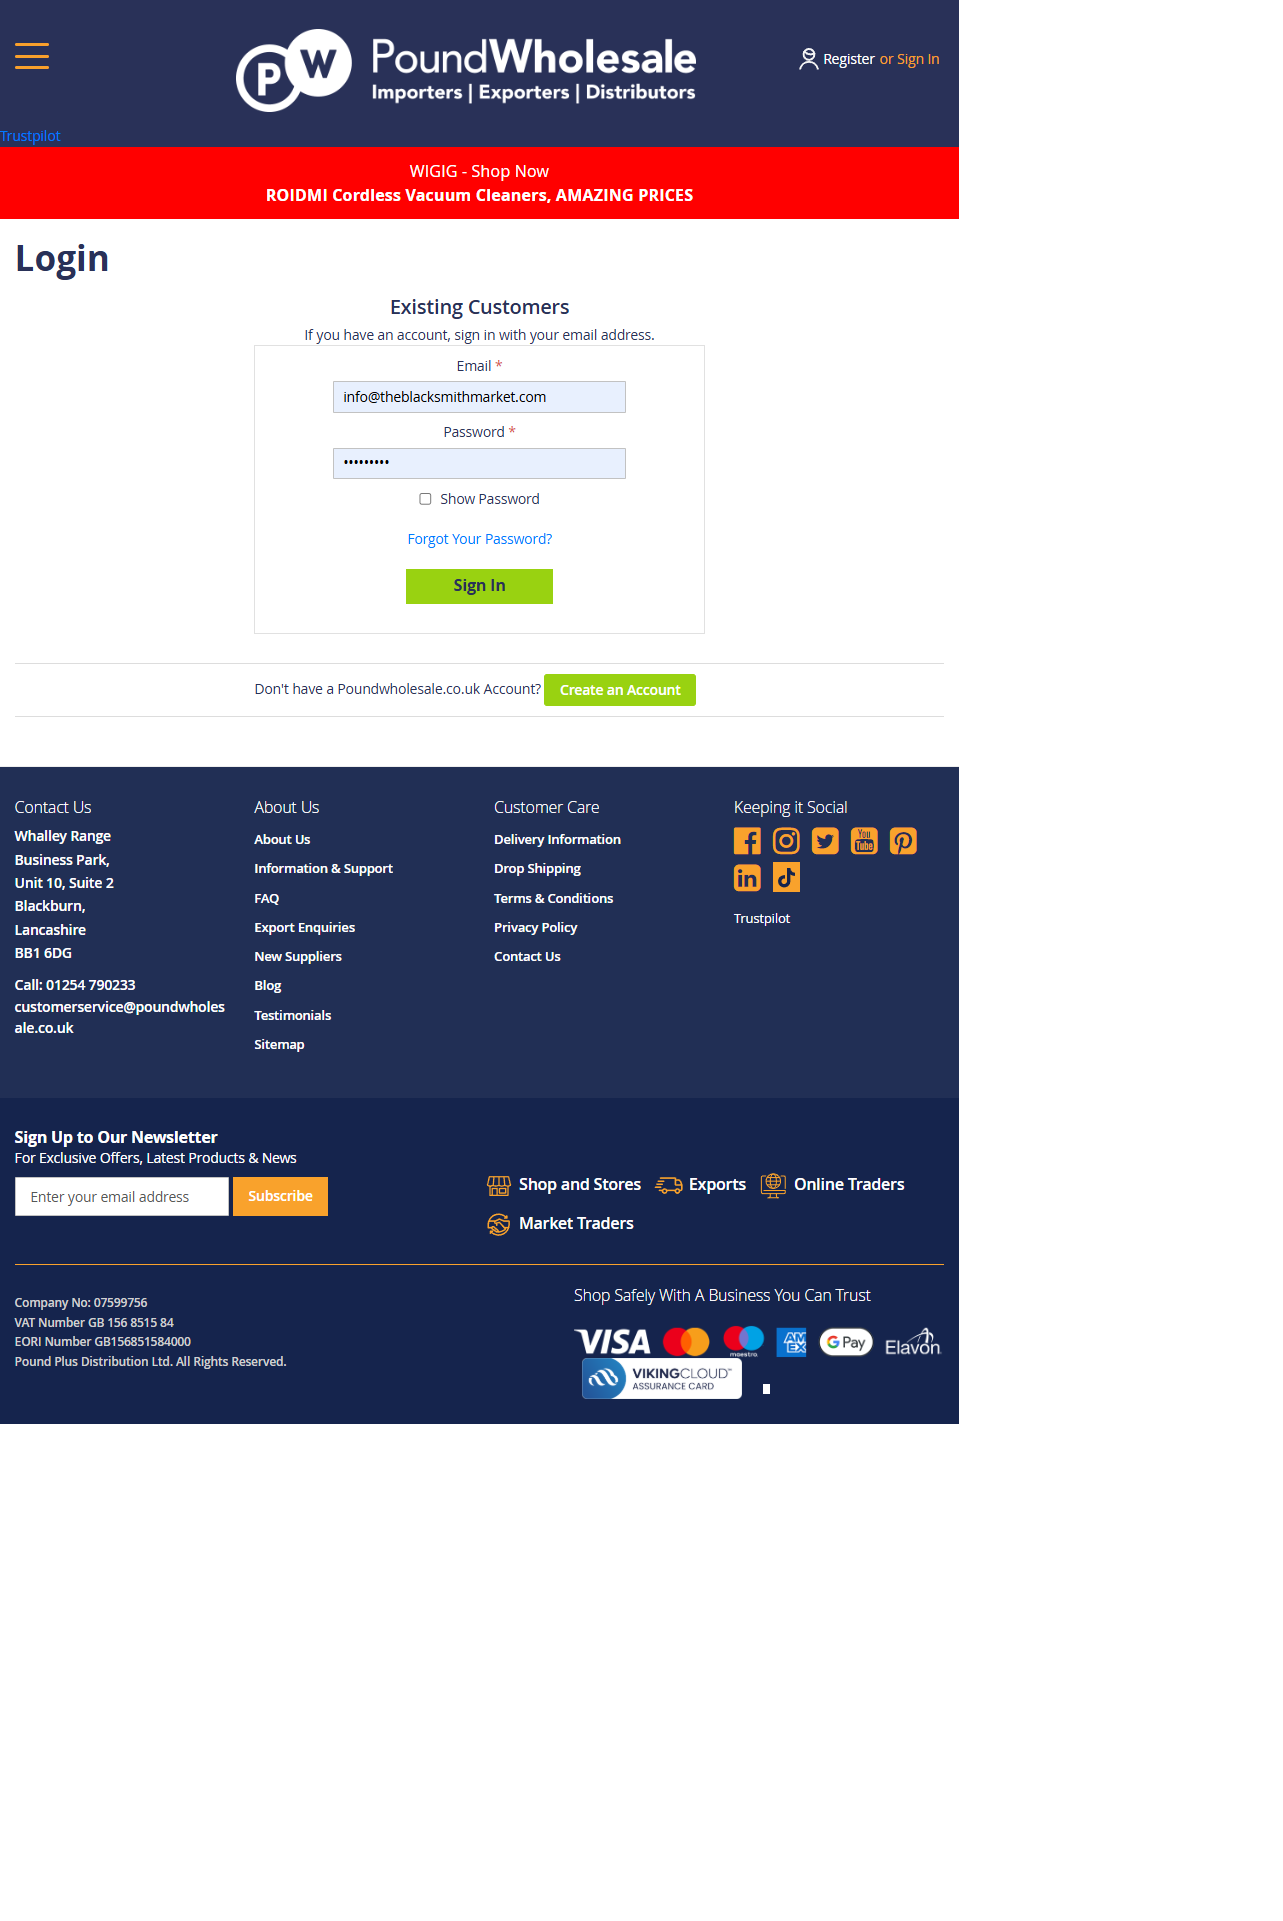 PW PoundWholesale
Importers | Exporters | Distributors
Register or Sign In
Trustpilot
WIGIG - Shop Now
ROIDMI Cordless Vacuum Cleaners, AMAZING PRICES
Login
Existing Customers
If you have an account, sign in with your email address.
Email *
info@theblacksmithmarket.com
Password *
•••••••••
Show Password
Forgot Your Password?
Sign In
Don't have a Poundwholesale.co.uk Account? Create an Account
Contact Us
Whalley Range
Business Park,
Unit 10, Suite 2
Blackburn,
Lancashire
BB1 6DG
Call: 01254 790233
customerservice@poundwholes
ale.co.uk
About Us
About Us
Information & Support
FAQ
Export Enquiries
New Suppliers
Blog
Testimonials
Sitemap
Customer Care
Delivery Information
Drop Shipping
Terms & Conditions
Privacy Policy
Contact Us
Keeping it Social
You
Tube
in
Trustpilot
Sign Up to Our Newsletter
For Exclusive Offers, Latest Products & News
Enter your email address
Subscribe
Shop and Stores
Exports
Online Traders
Market Traders
Company No: 07599756
VAT Number GB 156 8515 84
EORI Number GB156851584000
Pound Plus Distribution Ltd. All Rights Reserved.
Shop Safely With A Business You Can Trust
VISA
maestro
AM
EX
G Pay
Elavon
VIKINGCLOUD™
ASSURANCE CARD